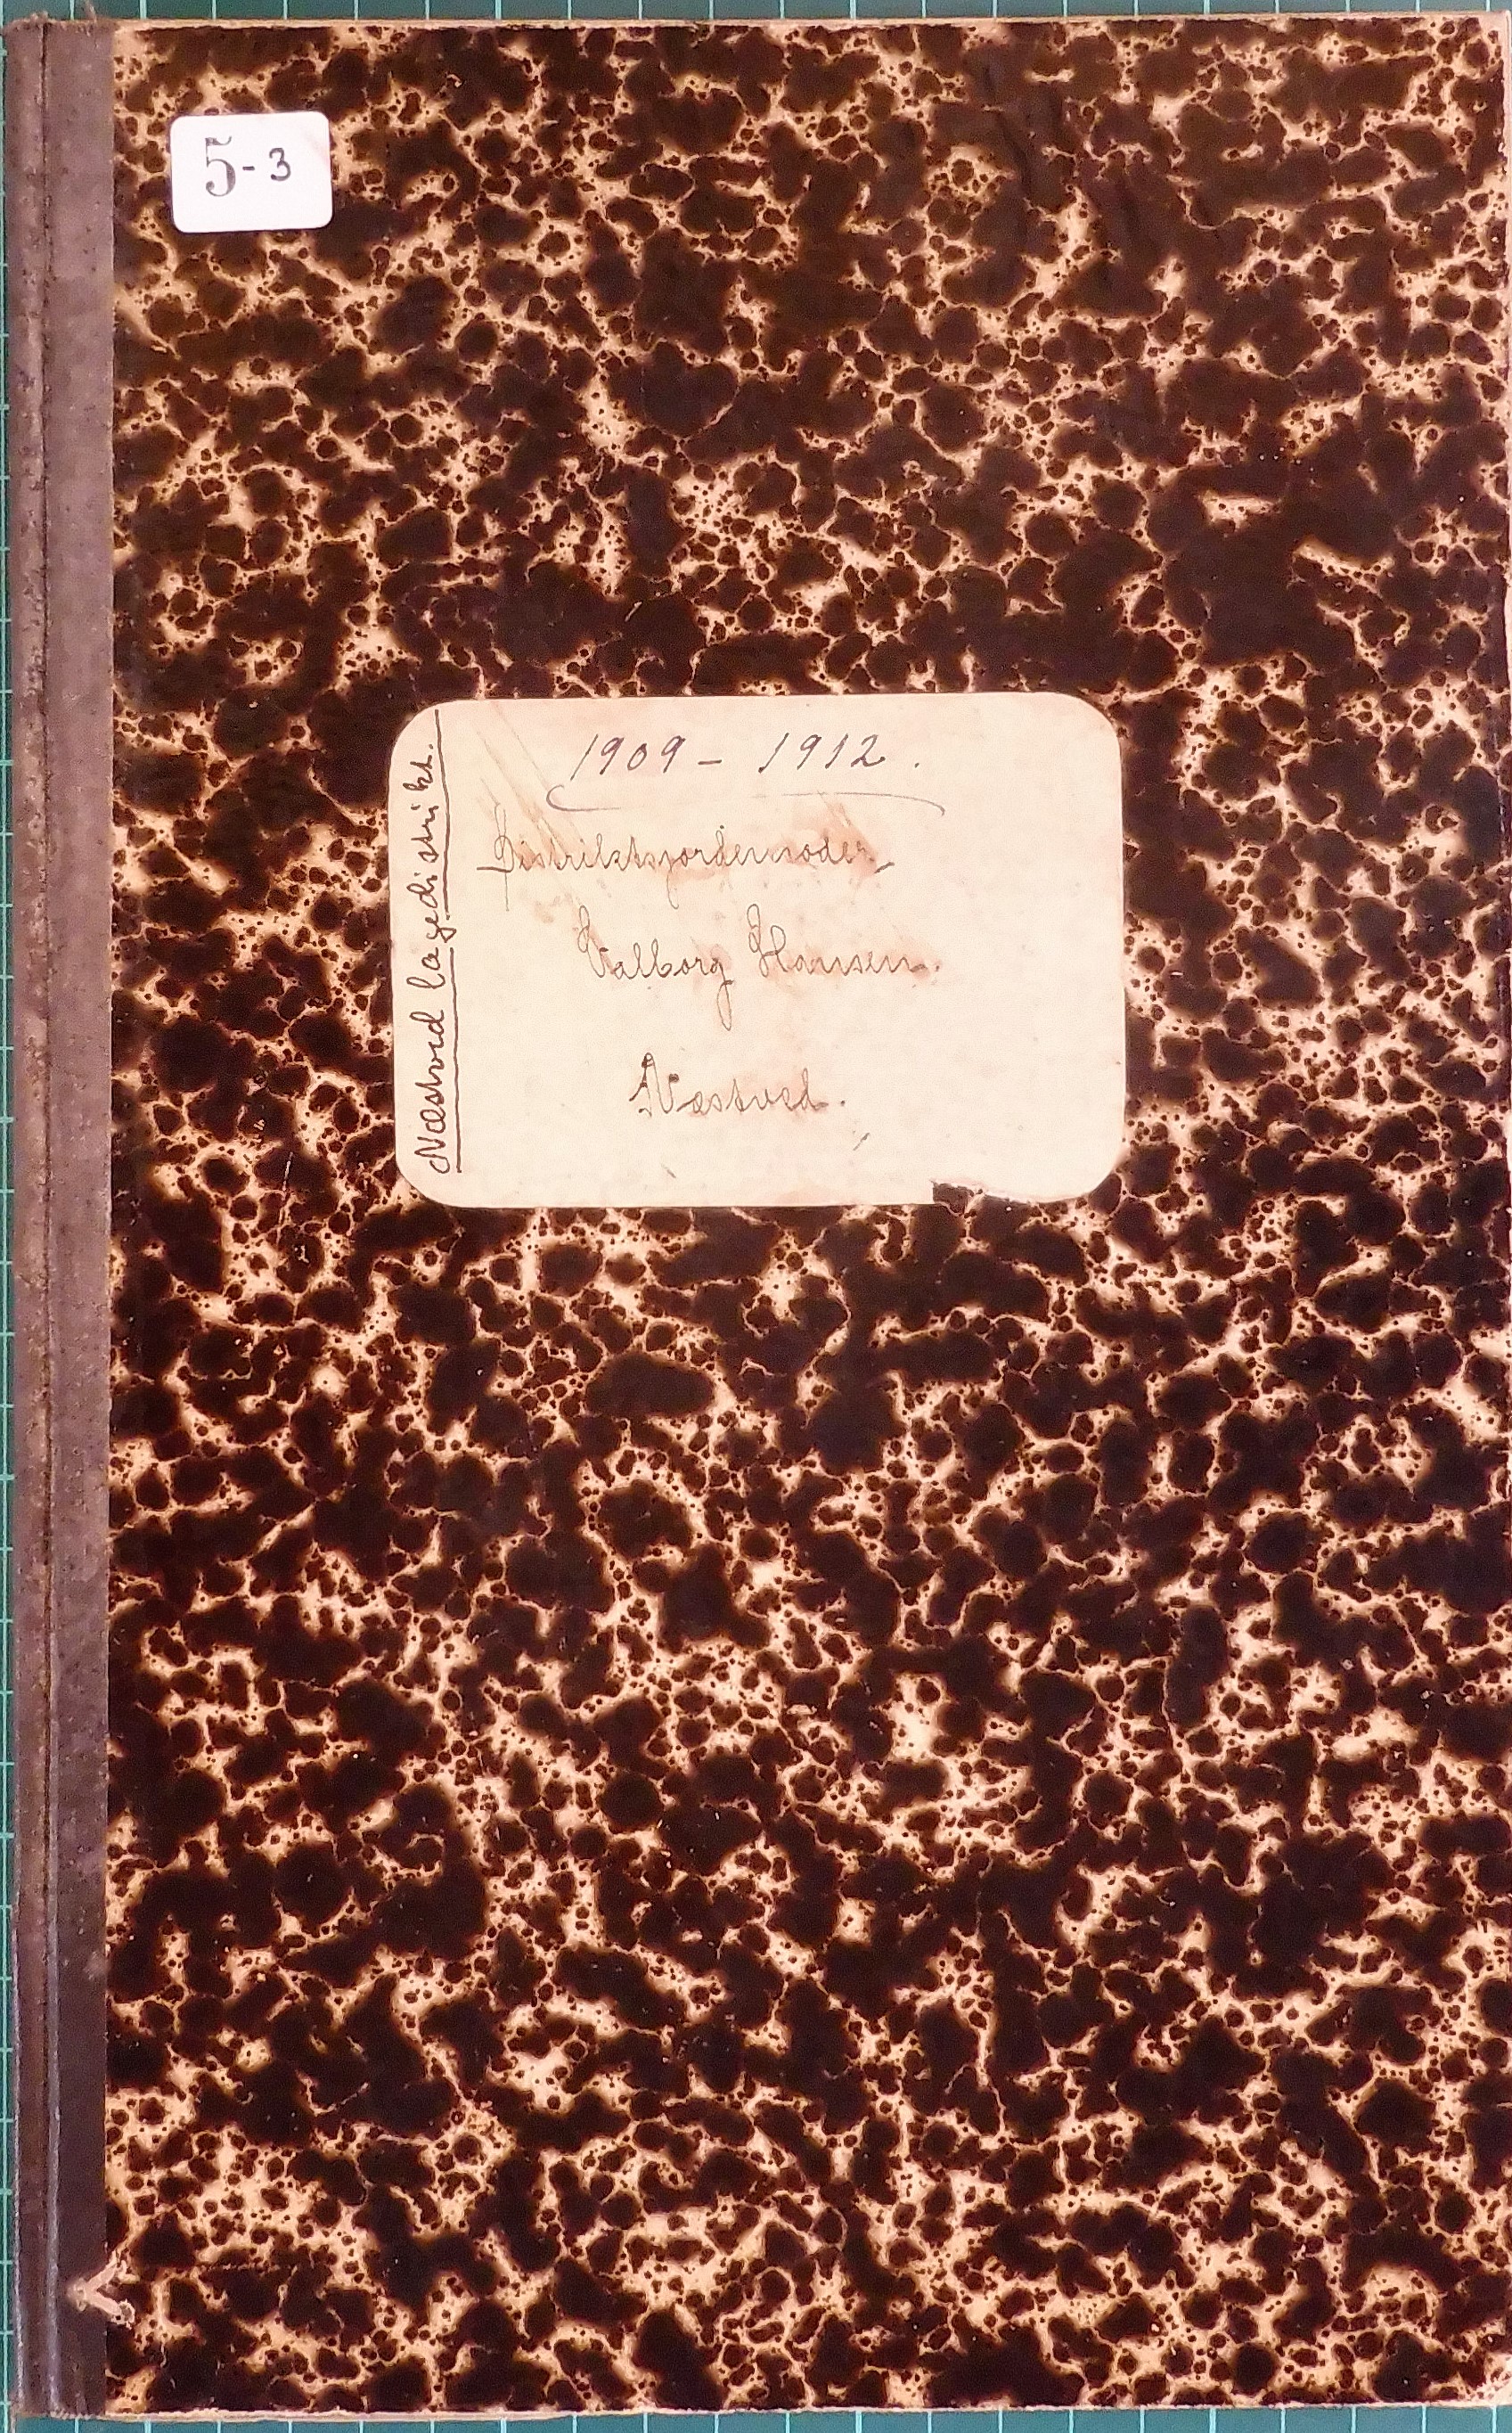 5-3
1909 - 1912.
Distriktsjordemoder
Valborg Hansen.
Næstved.
Næstved lægedistrikt.